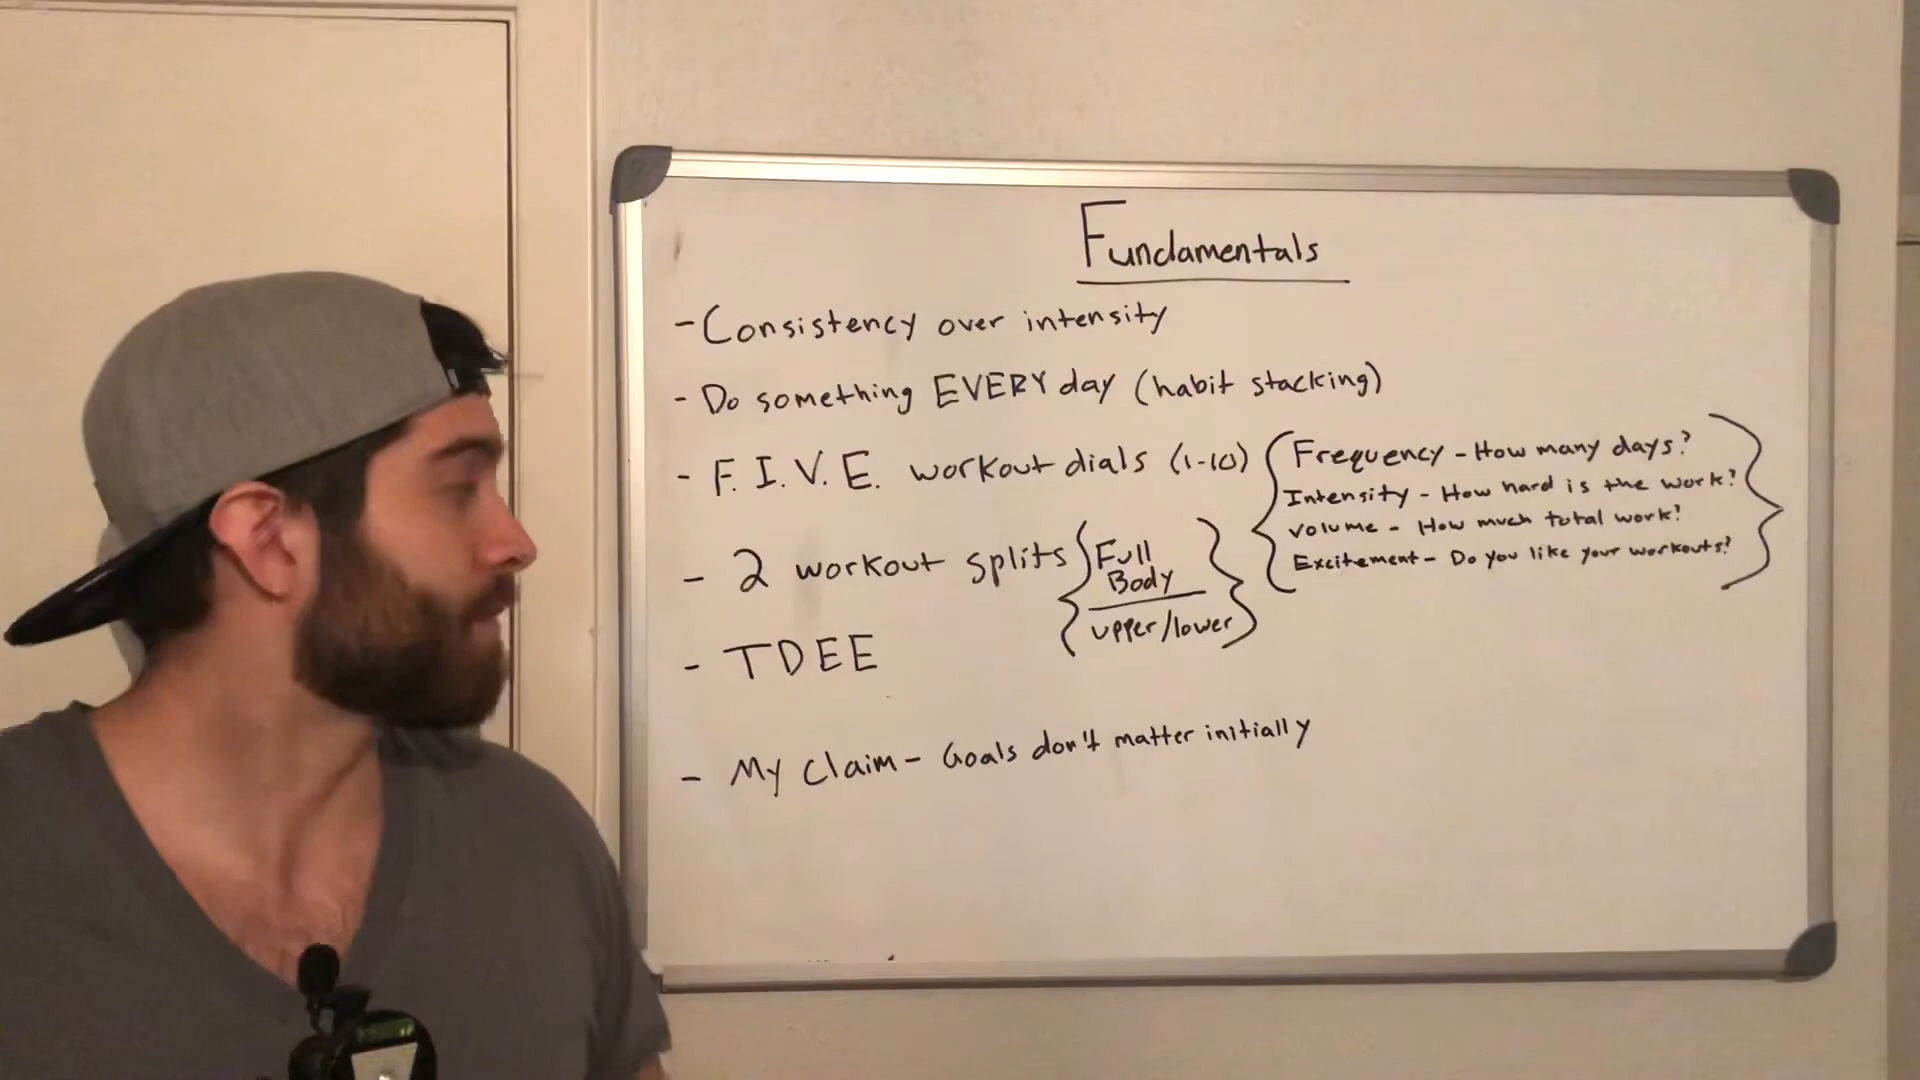 Fundamentals
- Consistency over intensity
- Do something EVERY day (habit stacking)
- F. I. V. E. workout dials (1-10)
Frequency - How many days?
Intensity - How hard is the work?
Volume - How much total work?
Excitement - Do you like your workouts?
- 2 workout splits
Full
Body
upper/lower
- TDEE
- My claim - Goals don't matter initially